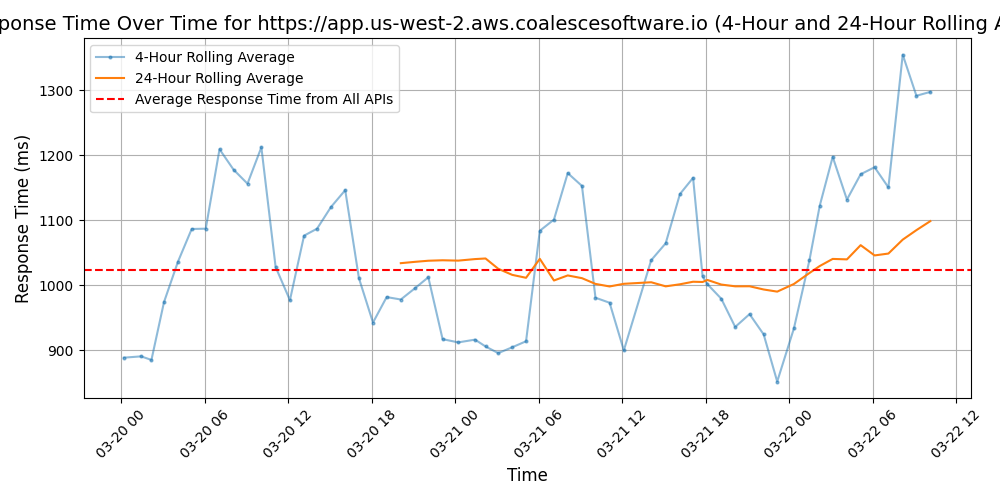 ponse Time Over Time for https://app.us-west-2.aws.coalescesoftware.io (4-Hour and 24-Hour Rolling A
4-Hour Rolling Average
24-Hour Rolling Average
Average Response Time from All APIs
Response Time (ms)
1300
1200
1100
1000
900
03-20 00
03-20 06
03-20 12
03-20 18
03-21 00
03-21 06
03-21 12
03-21 18
03-22 00
03-22 06
03-22 12
Time